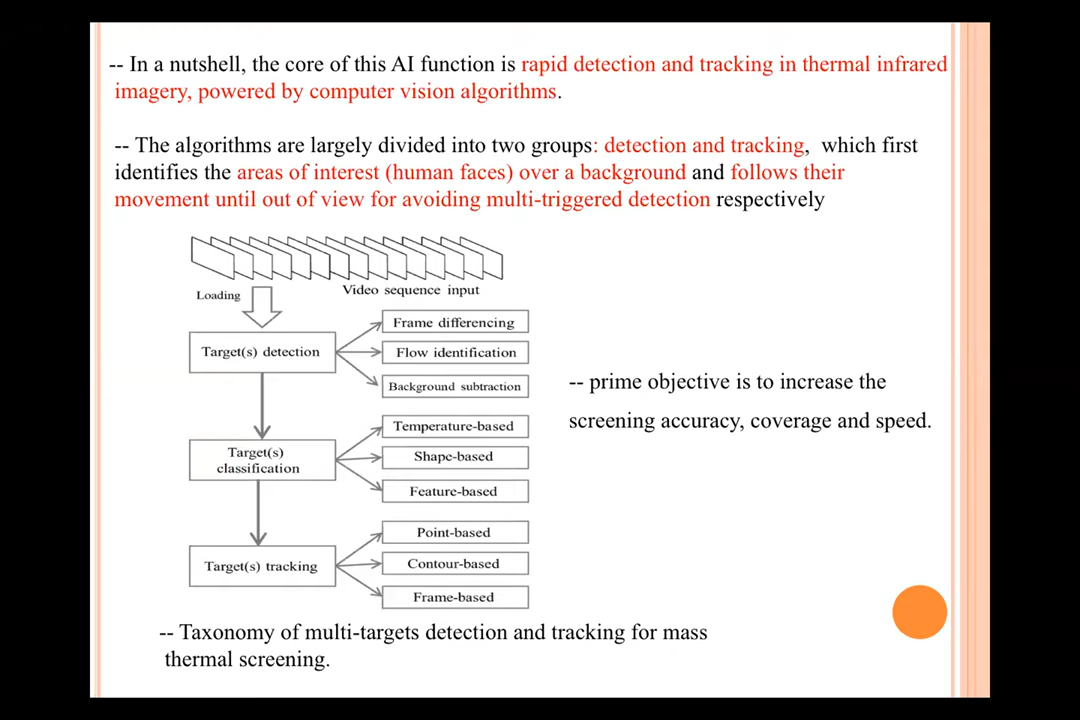 -- In a nutshell, the core of this AI function is rapid detection and tracking in thermal infrared
imagery, powered by computer vision algorithms.
-- The algorithms are largely divided into two groups: detection and tracking, which first
identifies the areas of interest (human faces) over a background and follows their
movement until out of view for avoiding multi-triggered detection respectively
Video sequence input
Loading
Target(s) detection
Frame differencing
Flow identification
Background subtraction
-- prime objective is to increase the
screening accuracy, coverage and speed.
Target(s)
classification
Temperature-based
Shape-based
Feature-based
Target(s) tracking
Point-based
Contour-based
Frame-based
-- Taxonomy of multi-targets detection and tracking for mass
thermal screening.